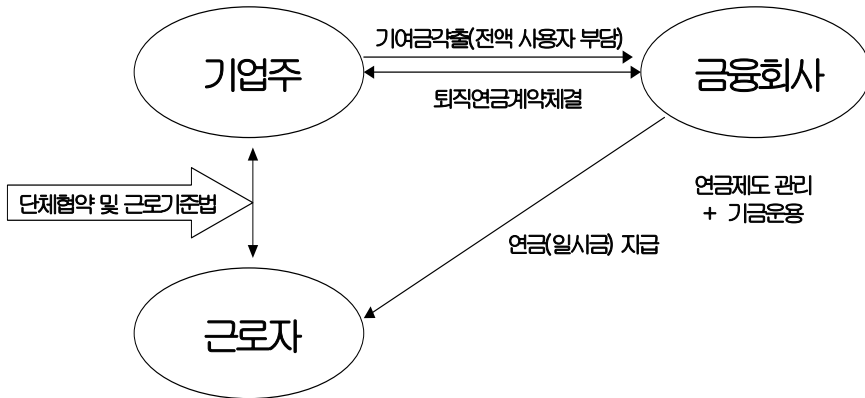 기여금갹출(전액 사용자 부담)
기업주
금융회사
퇴직연금계약체결
단체협약 및 근로기준법
연금제도 관리
+ 기금운용
연금(일시금) 지급
근로자